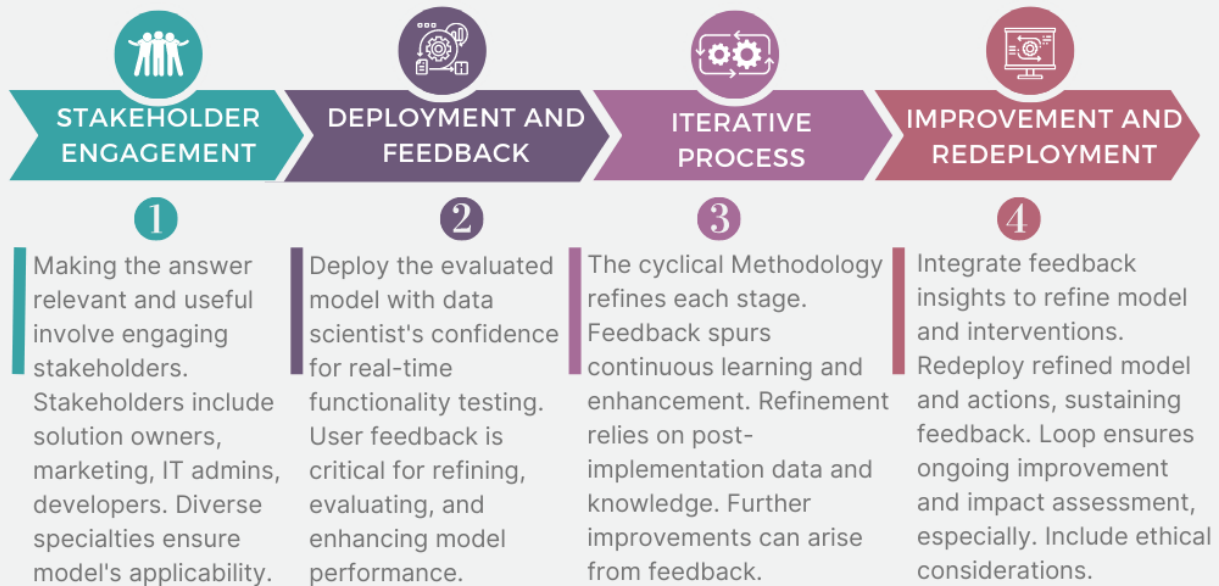 STAKEHOLDER
ENGAGEMENT
DEPLOYMENT AND
FEEDBACK
ITERATIVE
PROCESS
IMPROVEMENT AND
REDEPLOYMENT
1
Making the answer
relevant and useful
involve engaging
stakeholders.
Stakeholders include
solution owners,
marketing, IT admins,
developers. Diverse
specialties ensure
model's applicability.
2
Deploy the evaluated
model with data
scientist's confidence
for real-time
functionality testing.
User feedback is
critical for refining,
evaluating, and
enhancing model
performance.
3
The cyclical Methodology
refines each stage.
Feedback spurs
continuous learning and
enhancement. Refinement
relies on post-
implementation data and
knowledge. Further
improvements can arise
from feedback.
4
Integrate feedback
insights to refine model
and interventions.
Redeploy refined model
and actions, sustaining
feedback. Loop ensures
ongoing improvement
and impact assessment,
especially. Include ethical
considerations.